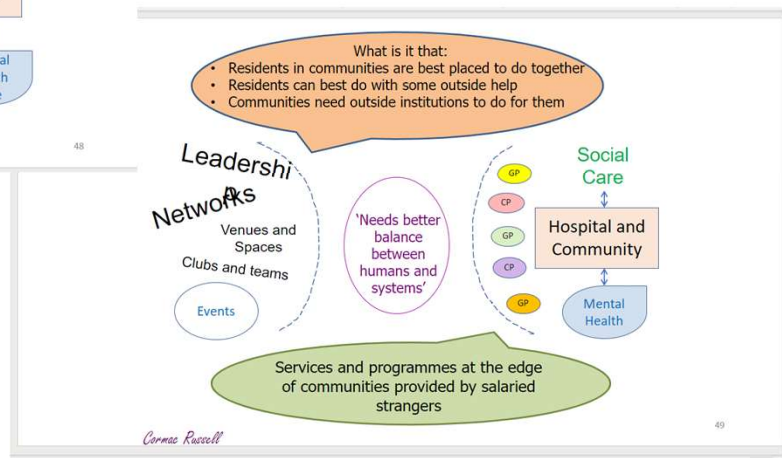 al
h
e
48
What is it that:
• Residents in communities are best placed to do together
• Residents can best do with some outside help
• Communities need outside institutions to do for them
Leadershi
p
Networks
Venues and
Spaces
Clubs and teams
Events
'Needs better
balance
between
humans and
systems'
GP
CP
GP
CP
GP
Social
Care
Hospital and
Community
Mental
Health
Services and programmes at the edge
of communities provided by salaried
strangers
Cormac Russell
49